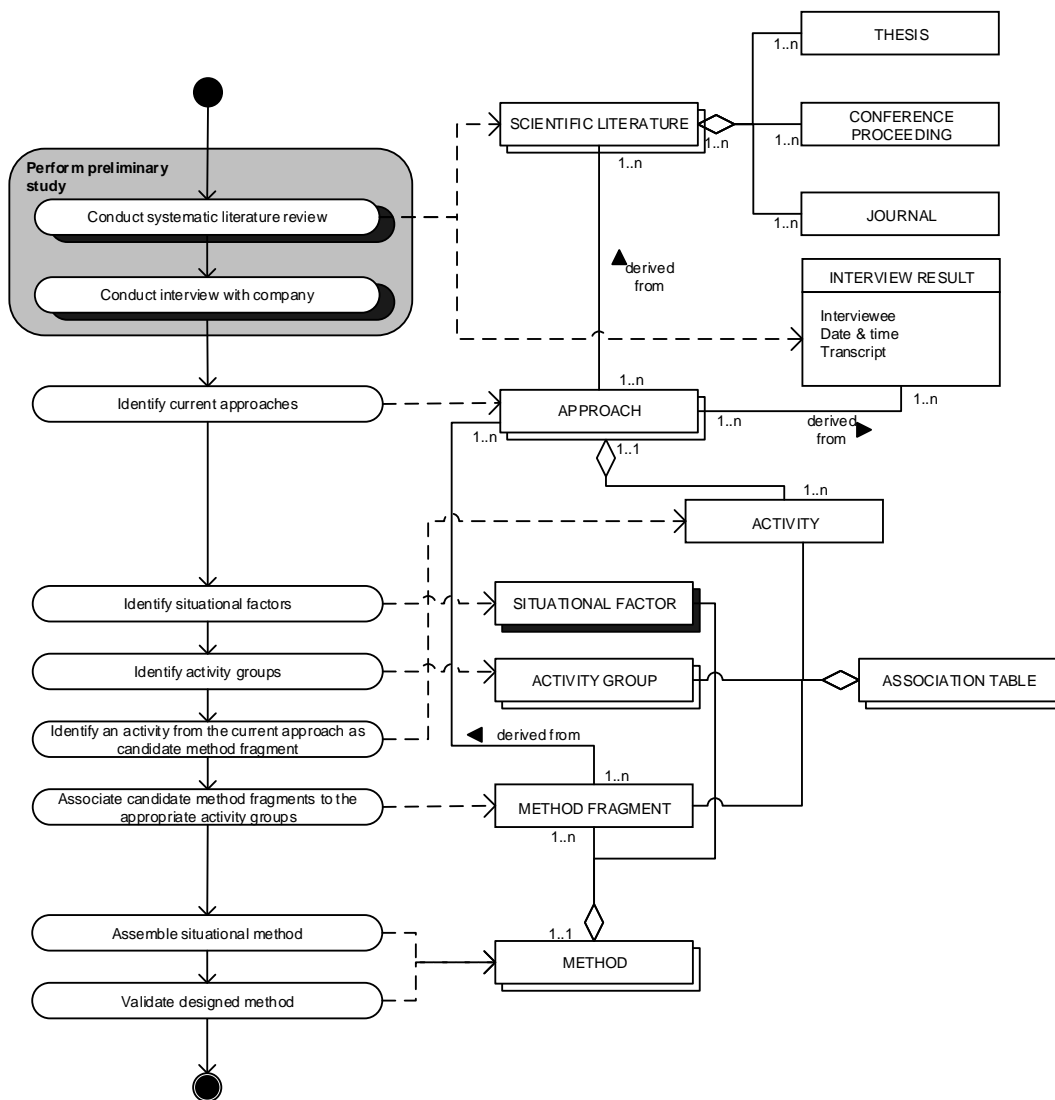 THESIS
1..n
SCIENTIFIC LITERATURE
1..n
1..n
CONFERENCE
PROCEEDING
1..n
Perform preliminary
study
Conduct systematic literature review
JOURNAL
1..n
derived
from
INTERVIEW RESULT
Conduct interview with company
Interviewee
Date & time
Transcript
1..n
Identify current approaches
APPROACH
1..n
1..n
1..n
derived
from
1..n
1..1
1..n
ACTIVITY
Identify situational factors
SITUATIONAL FACTOR
Identify activity groups
ACTIVITY GROUP
ASSOCIATION TABLE
Identify an activity from the current approach as
candidate method fragment
derived from
1..n
Associate candidate method fragments to the
appropriate activity groups
METHOD FRAGMENT
1..n
Assemble situational method
1..1
METHOD
Validate designed method